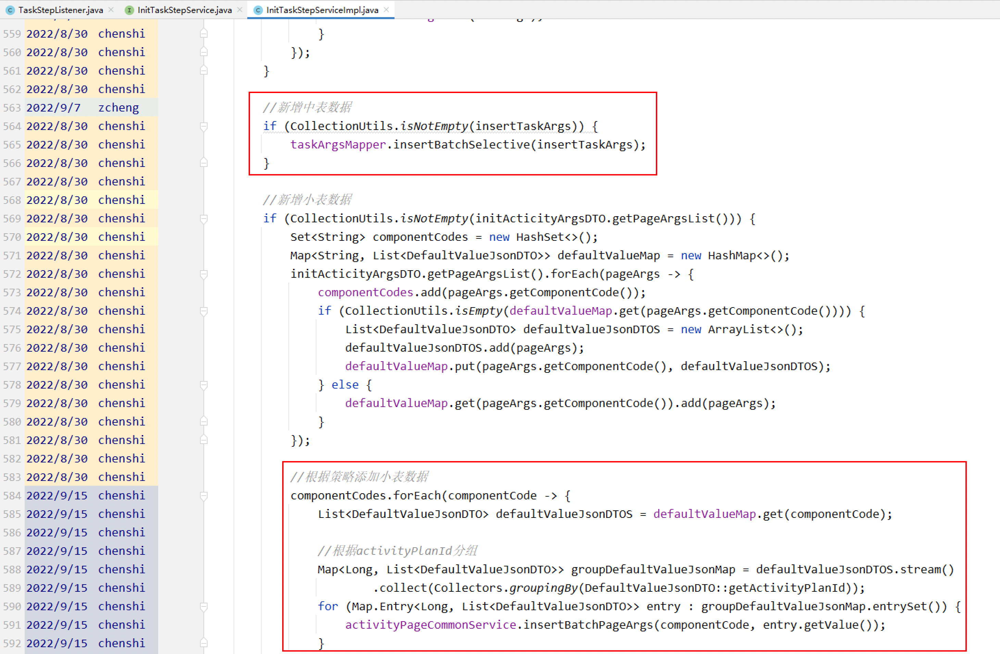 TaskStepListener.java InitTaskStepService.java InitTaskStepServiceImpl.java
559 2022/8/30 chenshi }
560 2022/8/30 chenshi });
561 2022/8/30 chenshi }
562 2022/8/30 chenshi
563 2022/9/7 zcheng //新增中表数据
564 2022/8/30 chenshi if (CollectionUtils.isNotEmpty(insertTaskArgs)) {
565 2022/8/30 chenshi taskArgsMapper.insertBatchSelective(insertTaskArgs);
566 2022/8/30 chenshi }
567 2022/8/30 chenshi
568 2022/8/30 chenshi //新增小表数据
569 2022/8/30 chenshi if (CollectionUtils.isNotEmpty(initActicityArgsDTO.getPageArgsList())) {
570 2022/8/30 chenshi Set<String> componentCodes = new HashSet<>();
571 2022/8/30 chenshi Map<String, List<DefaultValueJsonDTO>> defaultValueMap = new HashMap<>();
572 2022/8/30 chenshi initActicityArgsDTO.getPageArgsList().forEach(pageArgs -> {
573 2022/8/30 chenshi componentCodes.add(pageArgs.getComponentCode());
574 2022/8/30 chenshi if (CollectionUtils.isEmpty(defaultValueMap.get(pageArgs.getComponentCode()))) {
575 2022/8/30 chenshi List<DefaultValueJsonDTO> defaultValueJsonDTOS = new ArrayList<>();
576 2022/8/30 chenshi defaultValueJsonDTOS.add(pageArgs);
577 2022/8/30 chenshi defaultValueMap.put(pageArgs.getComponentCode(), defaultValueJsonDTOS);
578 2022/8/30 chenshi } else {
579 2022/8/30 chenshi defaultValueMap.get(pageArgs.getComponentCode()).add(pageArgs);
580 2022/8/30 chenshi }
581 2022/8/30 chenshi });
582 2022/8/30 chenshi
583 2022/8/30 chenshi //根据策略添加小表数据
584 2022/9/15 chenshi componentCodes.forEach(componentCode -> {
585 2022/9/15 chenshi List<DefaultValueJsonDTO> defaultValueJsonDTOS = defaultValueMap.get(componentCode);
586 2022/9/15 chenshi
587 2022/9/15 chenshi //根据activityPlanId分组
588 2022/9/15 chenshi Map<Long, List<DefaultValueJsonDTO>> groupDefaultValueJsonMap = defaultValueJsonDTOS.stream()
589 2022/9/15 chenshi .collect(Collectors.groupingBy(DefaultValueJsonDTO::getActivityPlanId));
590 2022/9/15 chenshi for (Map.Entry<Long, List<DefaultValueJsonDTO>> entry : groupDefaultValueJsonMap.entrySet()) {
591 2022/9/15 chenshi activityPageCommonService.insertBatchPageArgs(componentCode, entry.getValue());
592 2022/9/15 chenshi }